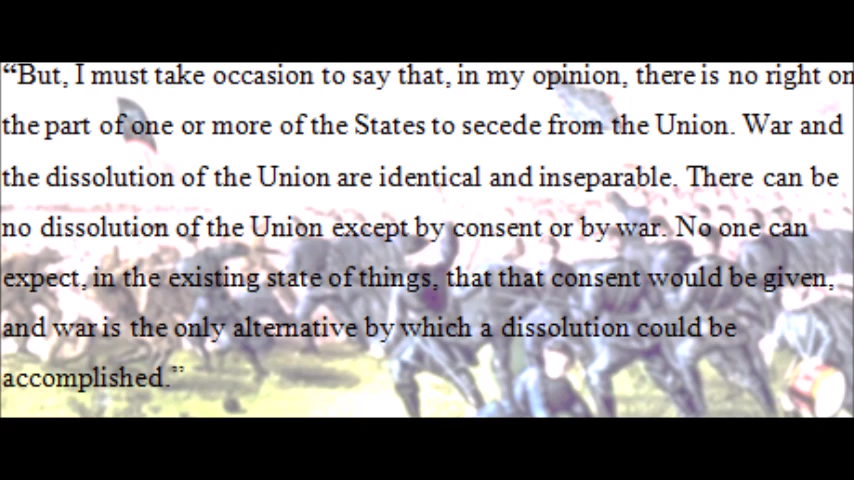 “But, I must take occasion to say that, in my opinion, there is no right on
the part of one or more of the States to secede from the Union. War and
the dissolution of the Union are identical and inseparable. There can be
no dissolution of the Union except by consent or by war. No one can
expect, in the existing state of things, that that consent would be given,
and war is the only alternative by which a dissolution could be
accomplished.”